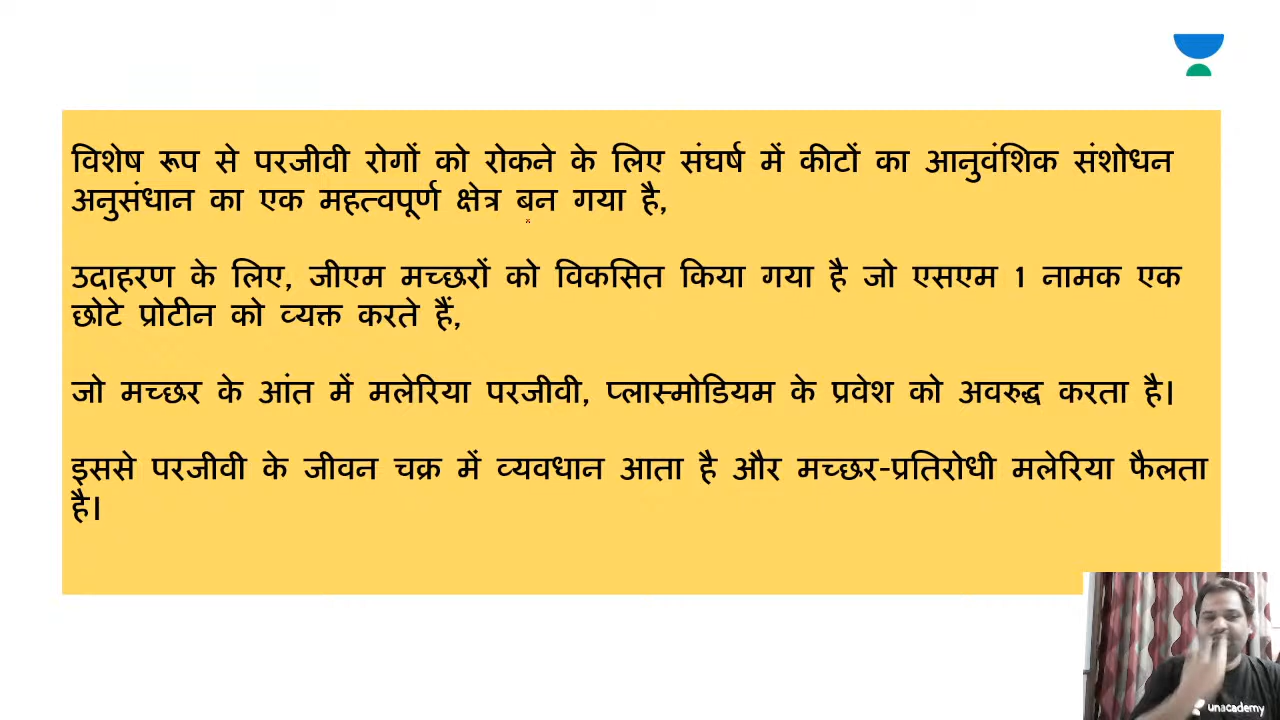 विशेष रूप से परजीवी रोगों को रोकने के लिए संघर्ष में कीटों का आनुवंशिक संशोधन
अनुसंधान का एक महत्वपूर्ण क्षेत्र बन गया है,
उदाहरण के लिए, जीएम मच्छरों को विकसित किया गया है जो एसएम 1 नामक एक
छोटे प्रोटीन को व्यक्त करते हैं,
जो मच्छर के आंत में मलेरिया परजीवी, प्लास्मोडियम के प्रवेश को अवरुद्ध करता है।
इससे परजीवी के जीवन चक्र में व्यवधान आता है और मच्छर-प्रतिरोधी मलेरिया फैलता
है।
unacademy